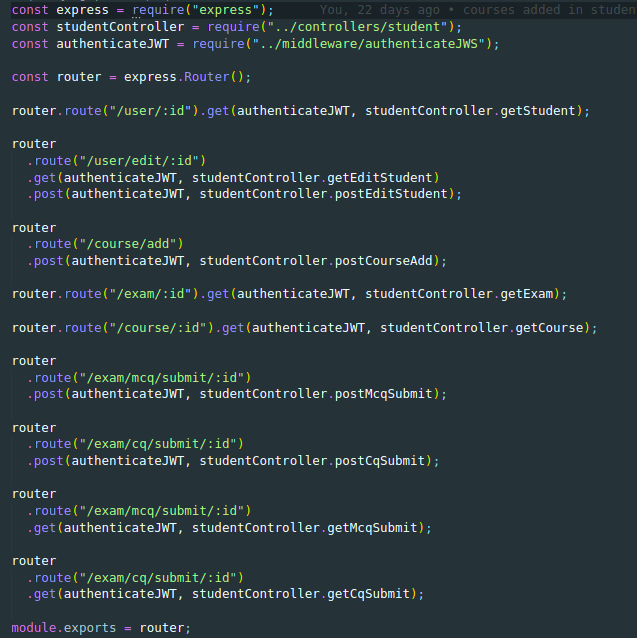 const express = require("express"); You, 22 days ago • courses added in studen
const studentController = require("../controllers/student");
const authenticateJWT = require("../middleware/authenticateJWS");
const router = express.Router();
router.route("/user/:id").get(authenticateJWT, studentController.getStudent);
router
.route("/user/edit/:id")
.get(authenticateJWT, studentController.getEditStudent)
.post(authenticateJWT, studentController.postEditStudent);
router
.route("/course/add")
.post(authenticateJWT, studentController.postCourseAdd);
router.route("/exam/:id").get(authenticateJWT, studentController.getExam);
router.route("/course/:id").get(authenticateJWT, studentController.getCourse);
router
.route("/exam/mcq/submit/:id")
.post(authenticateJWT, studentController.postMcqSubmit);
router
.route("/exam/cq/submit/:id")
.post(authenticateJWT, studentController.postCqSubmit);
router
.route("/exam/mcq/submit/:id")
.get(authenticateJWT, studentController.getMcqSubmit);
router
.route("/exam/cq/submit/:id")
.get(authenticateJWT, studentController.getCqSubmit);
module.exports = router;